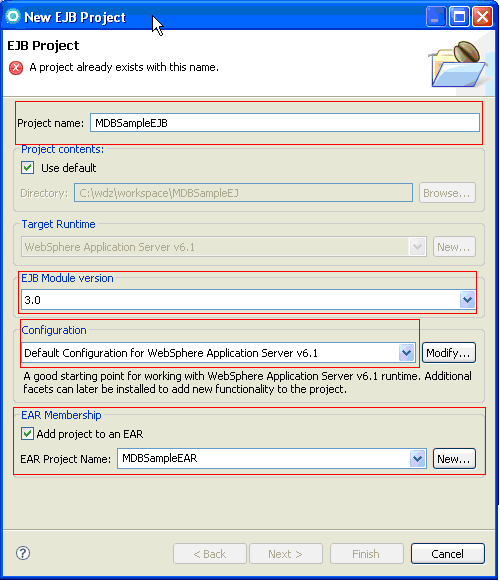 New EJB Project
EJB Project
A project already exists with this name.
Project name: MDBSampleEJB
Project contents:
Use default
Directory: C:\wdz\workspace\MDBSampleEJ Browse...
Target Runtime
WebSphere Application Server v6.1 New...
EJB Module version
3.0
Configuration
Default Configuration for WebSphere Application Server v6.1 Modify...
A good starting point for working with WebSphere Application Server v6.1 runtime. Additional
facets can later be installed to add new functionality to the project.
EAR Membership
Add project to an EAR
EAR Project Name: MDBSampleEAR New...
? < Back Next > Finish Cancel